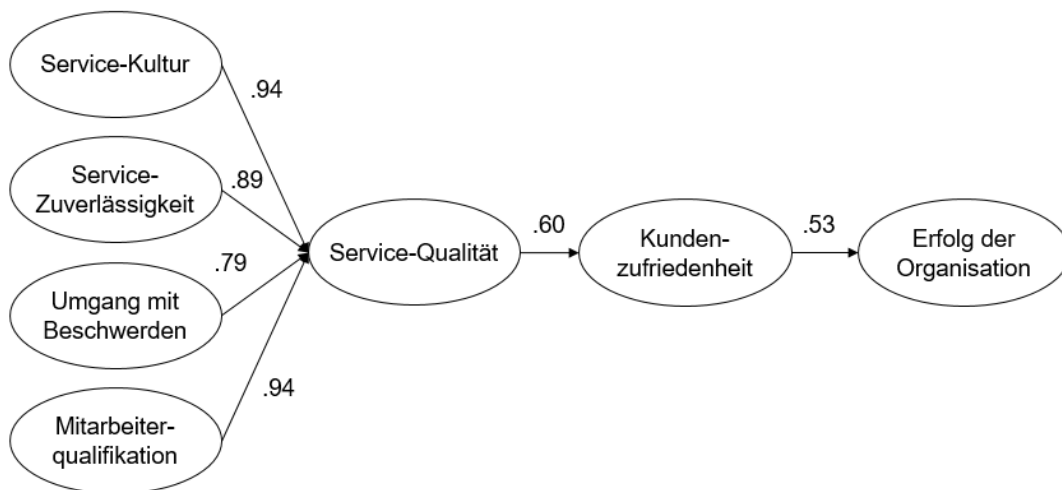 Service-Kultur
.94
Service-
Zuverlässigkeit
.89
Umgang mit
Beschwerden
.79
Mitarbeiter-
qualifikation
.94
Service-Qualität
.60
Kunden-
zufriedenheit
.53
Erfolg der
Organisation